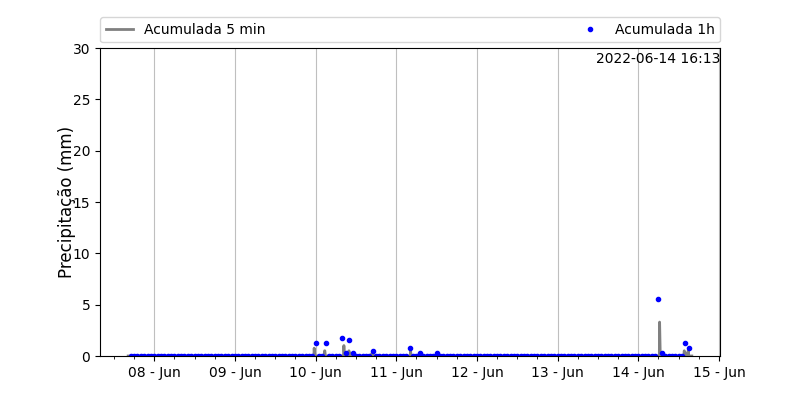 Acumulada 5 min
Acumulada 1h
2022-06-14 16:13
Precipitação (mm)
30
25
20
15
10
5
0
08 - Jun
09 - Jun
10 - Jun
11 - Jun
12 - Jun
13 - Jun
14 - Jun
15 - Jun